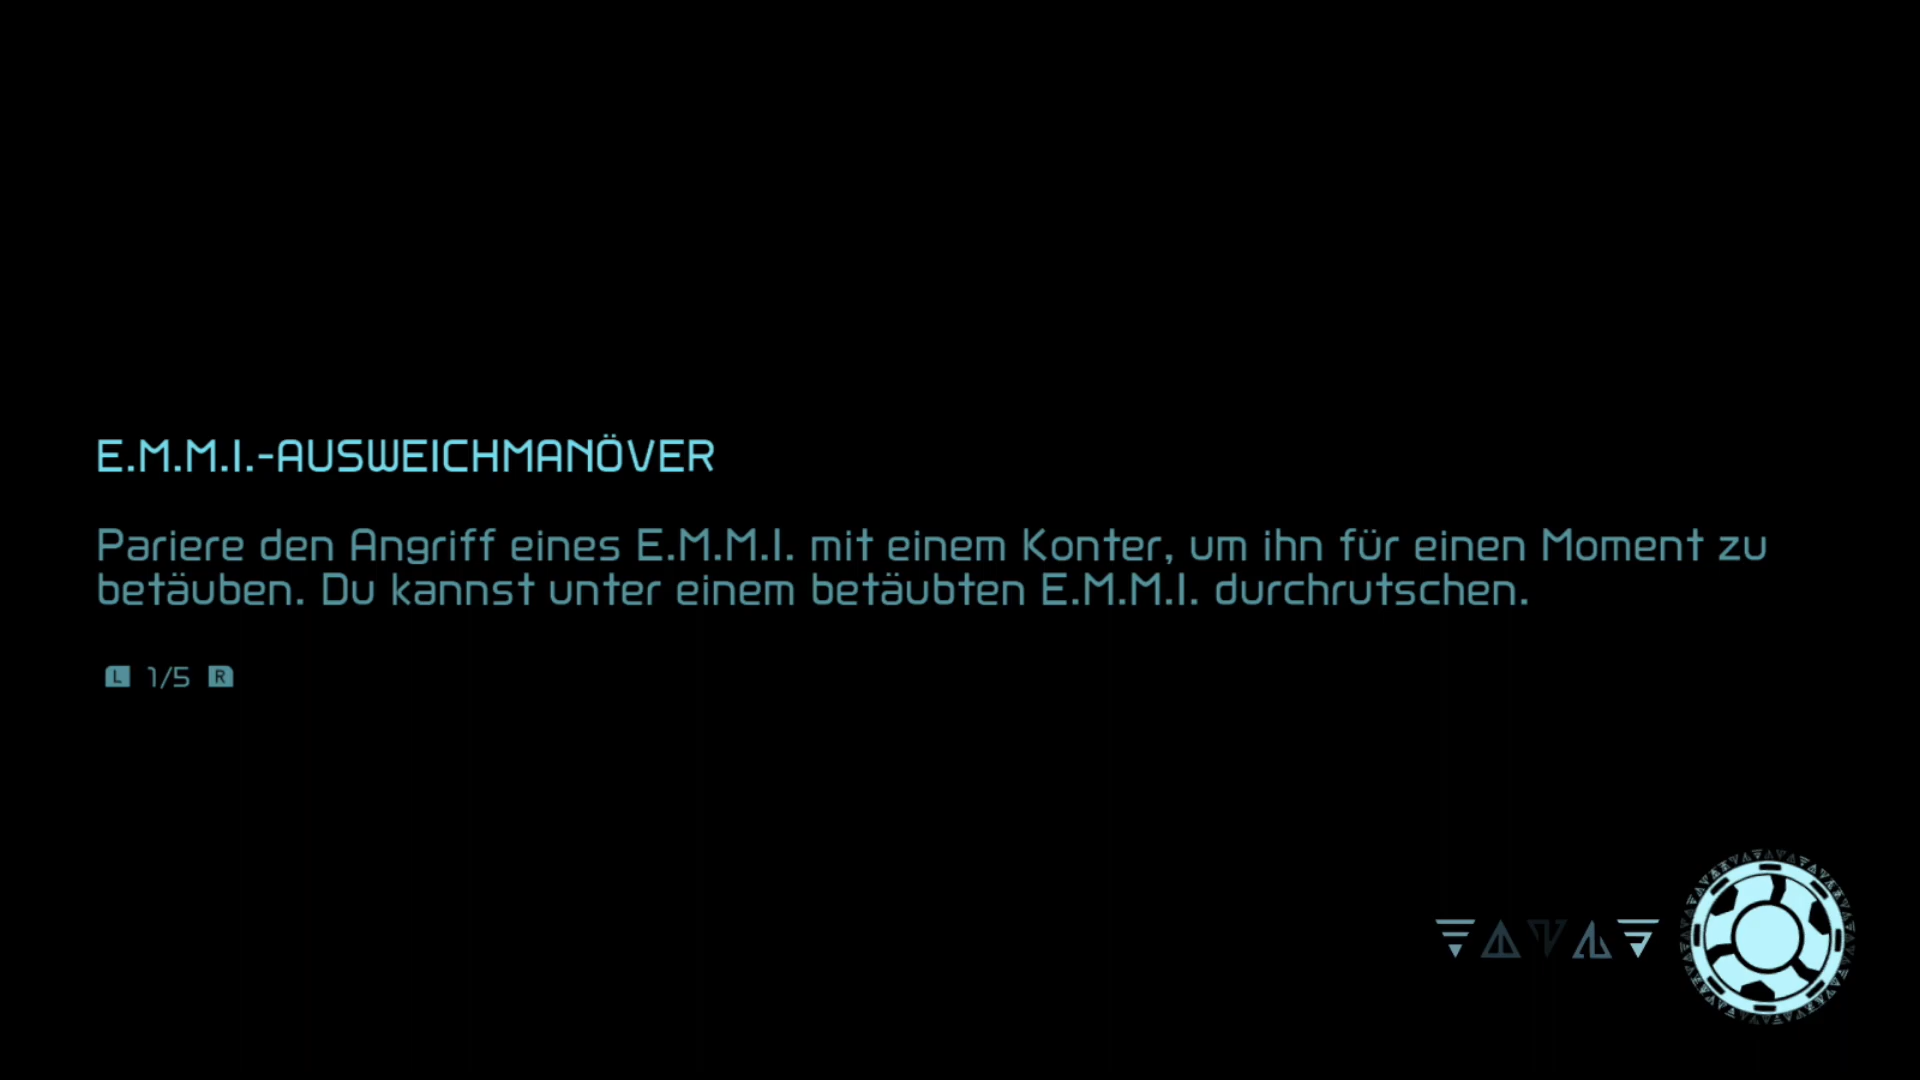 E.M.M.I.-AUSWEICHMANÖVER
Pariere den Angriff eines E.M.M.I. mit einem Konter, um ihn für einen Moment zu
betäuben. Du kannst unter einem betäubten E.M.M.I. durchrutschen.
L 1/5 R